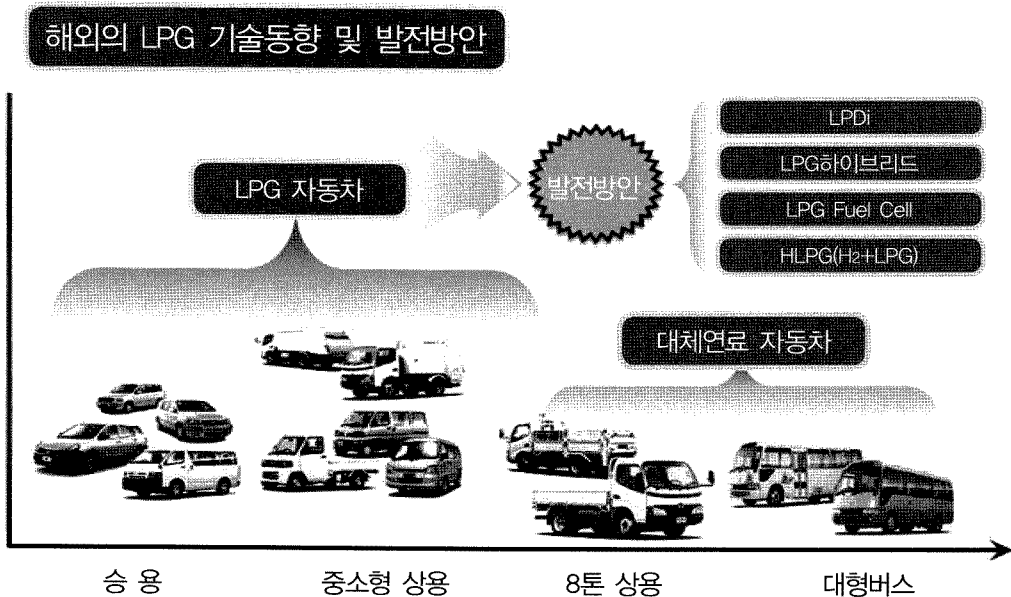 해외의 LPG 기술동향 및 발전방안
LPG 자동차
발전방안
LPDi
LPG하이브리드
LPG Fuel Cell
HLPG(H2+LPG)
대체연료 자동차
승 용
중소형 상용
8톤 상용
대형버스